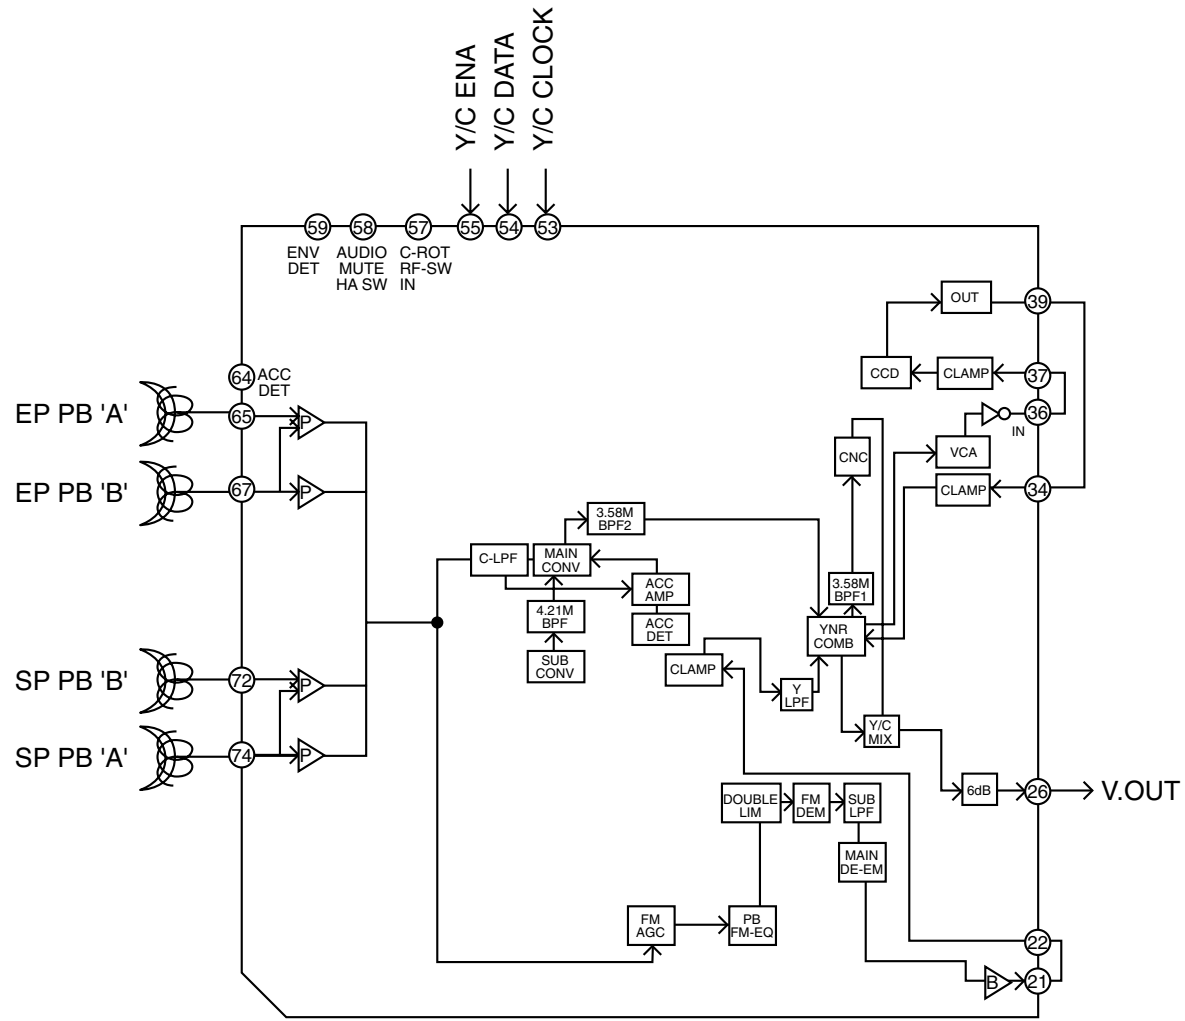 Y/C ENA
Y/C DATA
Y/C CLOCK
59
58
57
55
54
53
ENV
DET
AUDIO
MUTE
HA SW
C-ROT
RF-SW
IN
OUT
39
64
ACC
DET
CCD
CLAMP
37
EP PB 'A'
65
P
36
IN
CNC
VCA
EP PB 'B'
67
P
CLAMP
34
3.58M
BPF2
C-LPF
MAIN
CONV
ACC
AMP
3.58M
BPF1
4.21M
BPF
ACC
DET
YNR
COMB
SUB
CONV
CLAMP
SP PB 'B'
72
P
Y
LPF
Y/C
MIX
SP PB 'A'
74
P
DOUBLE
LIM
FM
DEM
SUB
LPF
6dB
26
V.OUT
MAIN
DE-EM
FM
AGC
PB
FM-EQ
22
B
21